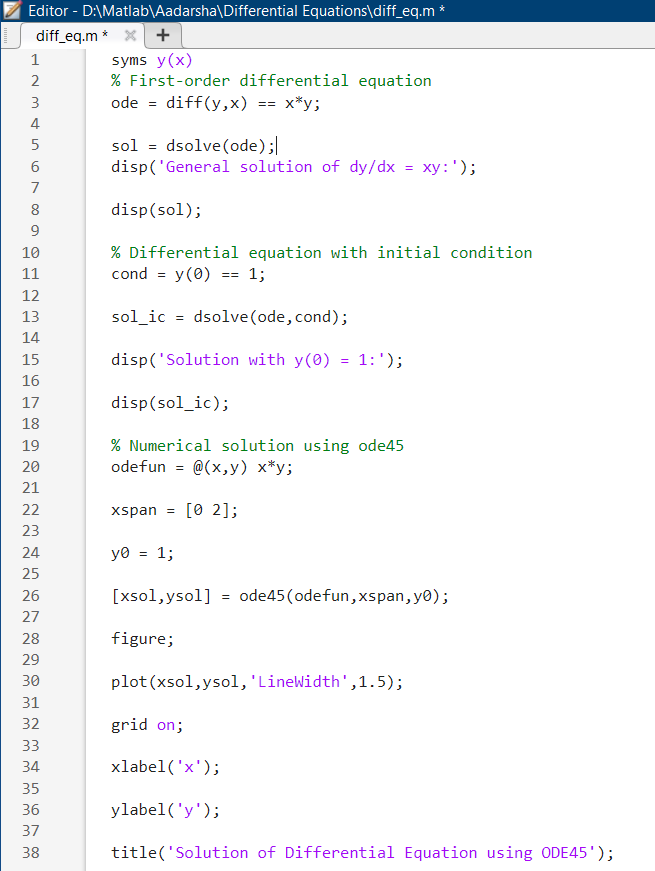 Editor - D:\Matlab\Aadarsha\Differential Equations\diff_eq.m *
diff_eq.m * × +
1 syms y(x)
2 % First-order differential equation
3 ode = diff(y,x) == x*y;
4
5 sol = dsolve(ode);
6 disp('General solution of dy/dx = xy:');
7
8 disp(sol);
9
10 % Differential equation with initial condition
11 cond = y(0) == 1;
12
13 sol_ic = dsolve(ode,cond);
14
15 disp('Solution with y(0) = 1:');
16
17 disp(sol_ic);
18
19 % Numerical solution using ode45
20 odefun = @(x,y) x*y;
21
22 xspan = [0 2];
23
24 y0 = 1;
25
26 [xsol,ysol] = ode45(odefun,xspan,y0);
27
28 figure;
29
30 plot(xsol,ysol,'LineWidth',1.5);
31
32 grid on;
33
34 xlabel('x');
35
36 ylabel('y');
37
38 title('Solution of Differential Equation using ODE45');